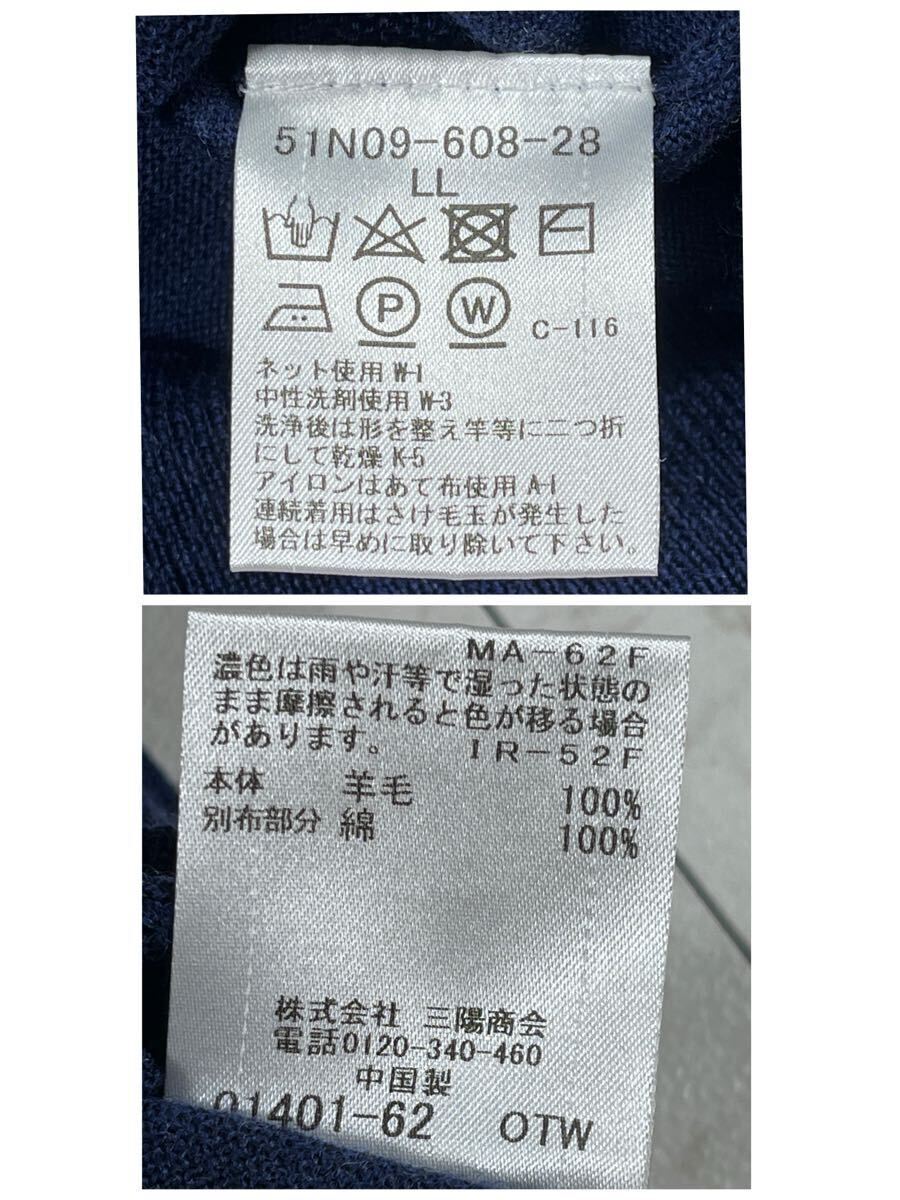 51N09-608-28
LL
P W C-116
ネット使用 W-1
中性洗剤使用 W-3
洗浄後は形を整え竿等に二つ折
にして乾燥 K-5
アイロンはあて布使用 A-1
連続着用はさけ毛玉が発生した
場合は早めに取り除いて下さい。
MA-62F
濃色は雨や汗等で湿った状態の
まま摩擦されると色が移る場合
があります。 IR-52F
本体 羊毛 100%
別布部分 綿 100%
株式会社 三陽商会
電話0120-340-460
中国製
01401-62 OTW